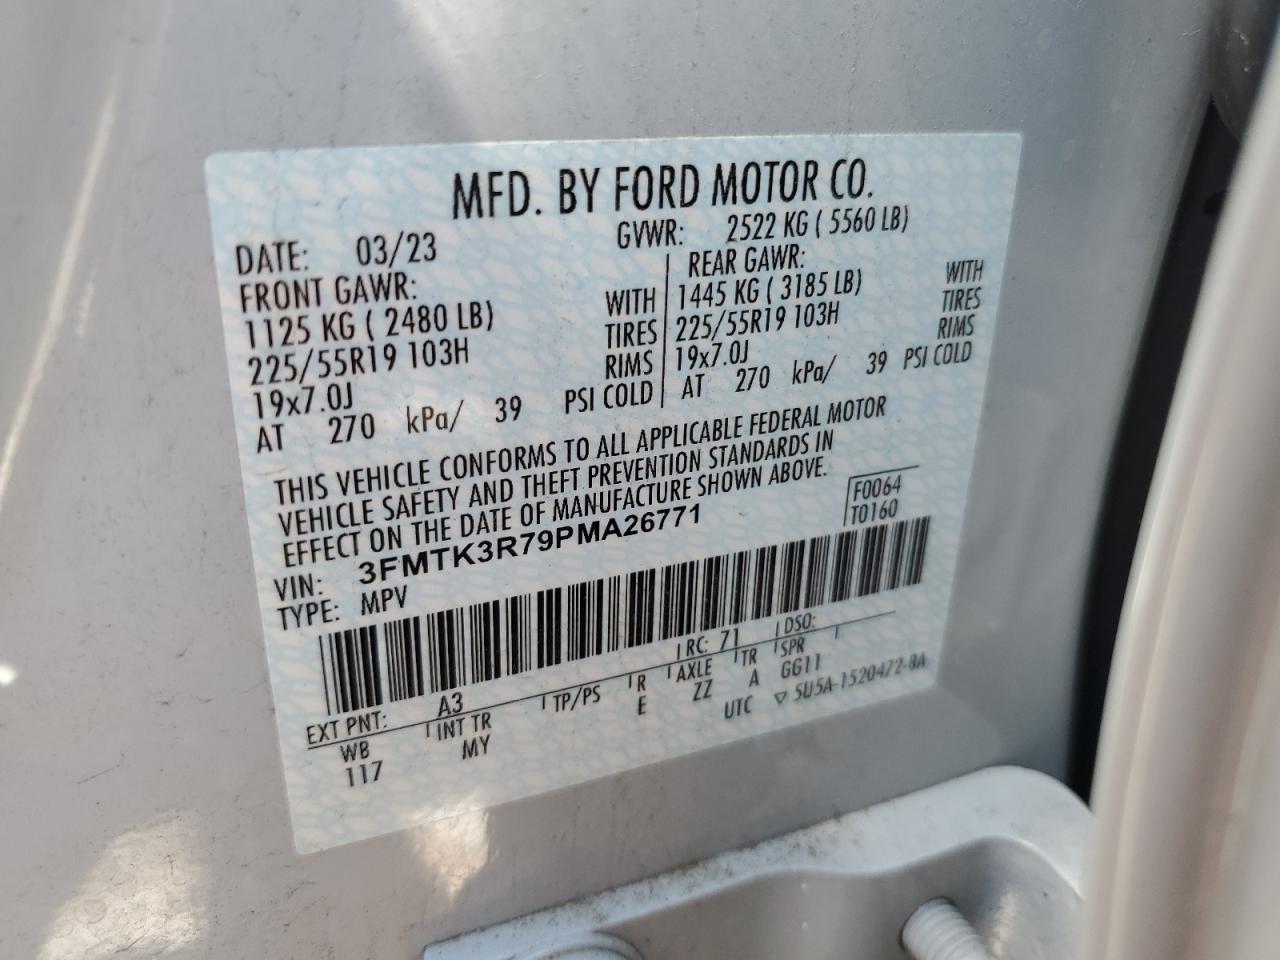 MFD. BY FORD MOTOR CO.
DATE: 03/23 GVWR: 2522 KG ( 5560 LB)
FRONT GAWR: REAR GAWR:
1125 KG ( 2480 LB) WITH 1445 KG ( 3185 LB) WITH
225/55R19 103H TIRES 225/55R19 103H TIRES
19x7.0J RIMS 19x7.0J RIMS
AT 270 kPa/ 39 PSI COLD AT 270 kPa/ 39 PSI COLD
THIS VEHICLE CONFORMS TO ALL APPLICABLE FEDERAL MOTOR
VEHICLE SAFETY AND THEFT PREVENTION STANDARDS IN
EFFECT ON THE DATE OF MANUFACTURE SHOWN ABOVE.
F0064
T0160
VIN: 3FMTK3R79PMA26771
TYPE: MPV
EXT PNT: A3 RC: 71 DSO:
WB INT TR TP/PS R AXLE TR SPR
117 MY E ZZ A GG11
UTC ▽ 5U5A-1520472-BA